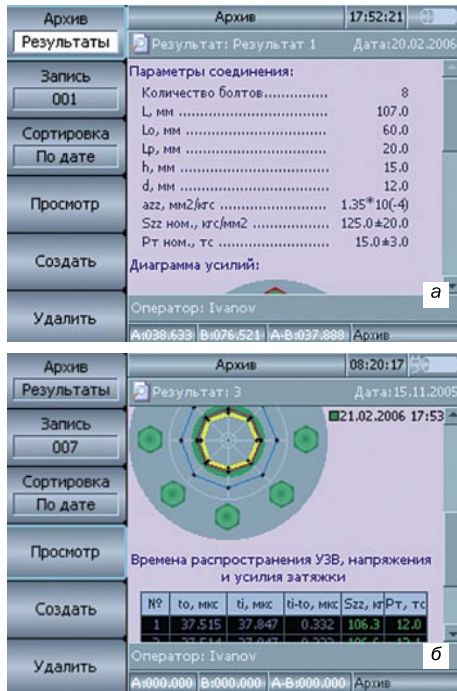 Архив
Результаты
Запись
001
Сортировка
По дате
Просмотр
Создать
Удалить
Архив 17:52:21
Результат: Результат 1 Дата:20.02.2006
Параметры соединения:
Количество болтов............... 8
L, мм ................................ 107.0
Lo, мм ............................... 60.0
Lp, мм ............................... 20.0
h, мм ................................ 15.0
d, мм ................................ 12.0
azz, мм2/кгс ...................... 1.35*10(-4)
Szz ном., кгс/мм2 .............. 125.0±20.0
Рт ном., тс ........................ 15.0±3.0
Диаграмма усилий:
а
Оператор: Ivanov
A:038.633 B:076.521 A-B:037.888 Архив
Архив
Результаты
Запись
007
Сортировка
По дате
Просмотр
Создать
Удалить
Архив 08:20:17
Результат: 3 Дата:15.11.2005
21.02.2006 17:53
Времена распространения УЗВ, напряжения
и усилия затяжки
№ to, мкс ti, мкс ti-to, мкс Szz, кг Рт, тс
1 37.515 37.847 0.332 106.3 12.0
б
Оператор: Ivanov
A:000.000 B:000.000 A-B:000.000 Архив